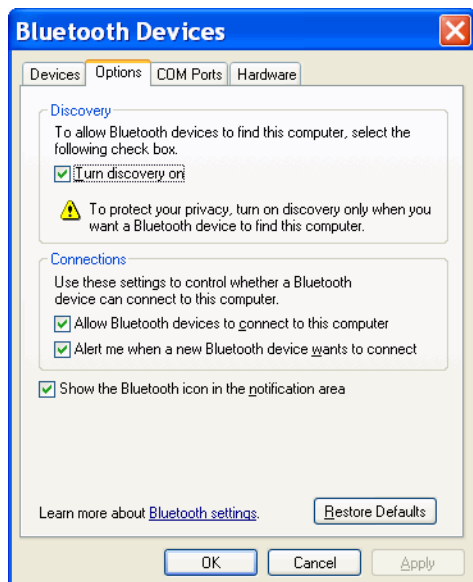 Bluetooth Devices
Devices Options COM Ports Hardware
Discovery
To allow Bluetooth devices to find this computer, select the
following check box.
Turn discovery on
To protect your privacy, turn on discovery only when you
want a Bluetooth device to find this computer.
Connections
Use these settings to control whether a Bluetooth
device can connect to this computer.
Allow Bluetooth devices to connect to this computer
Alert me when a new Bluetooth device wants to connect
Show the Bluetooth icon in the notification area
Learn more about Bluetooth settings. Restore Defaults
OK Cancel Apply